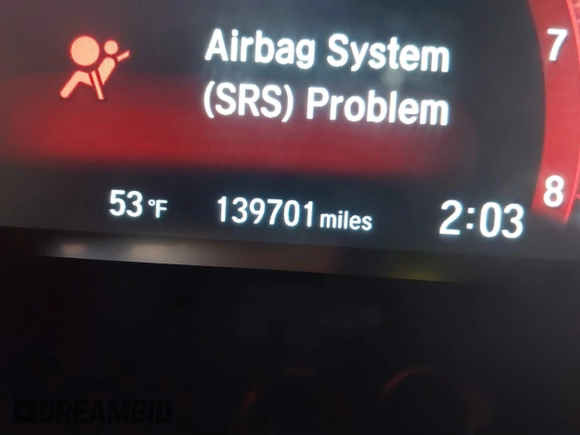 Airbag System
(SRS) Problem
7
8
53°F 139701 miles 2:03
DREAMBID